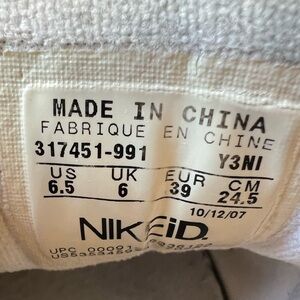 MADE IN CHINA
FABRIQUE EN CHINE
317451-991 Y3NI
US UK EUR CM
6.5 6 39 24.5
10/12/07
NIKEiD.
UPC